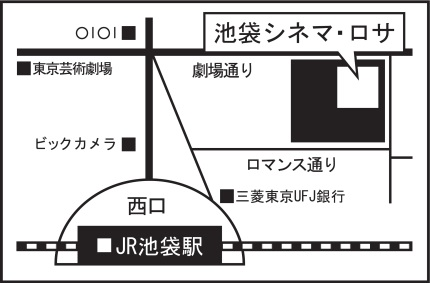 池袋シネマ・ロサ
OIOI
東京芸術劇場
劇場通り
ビックカメラ
ロマンス通り
三菱東京UFJ銀行
西口
JR池袋駅